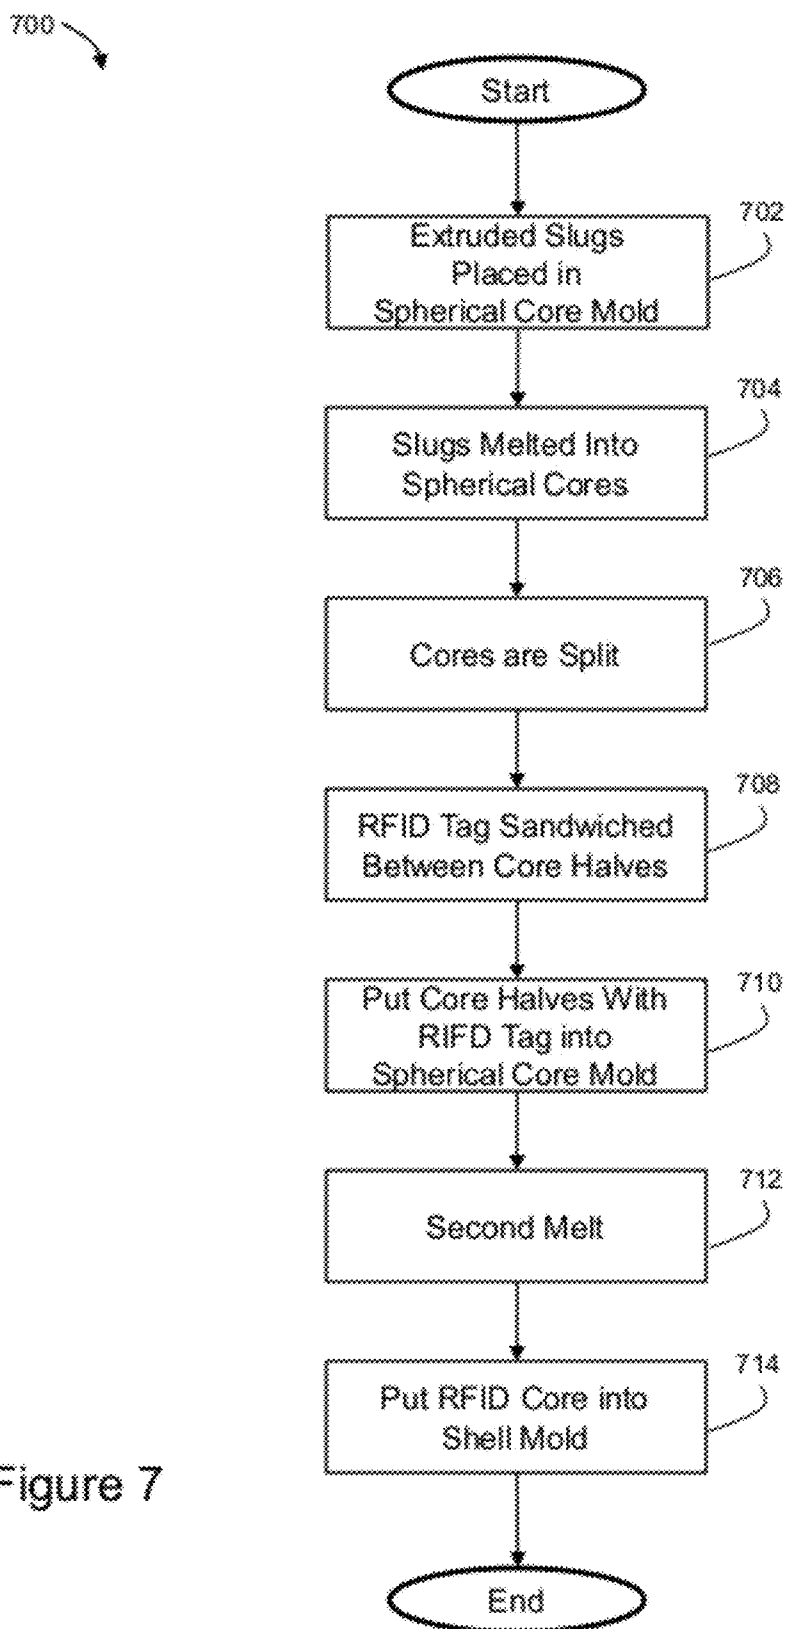 700
Start
702
Extruded Slugs
Placed in
Spherical Core Mold
704
Slugs Melted Into
Spherical Cores
706
Cores are Split
708
RFID Tag Sandwiched
Between Core Halves
710
Put Core Halves With
RIFD Tag into
Spherical Core Mold
712
Second Melt
714
Put RFID Core into
Shell Mold
Figure 7
End